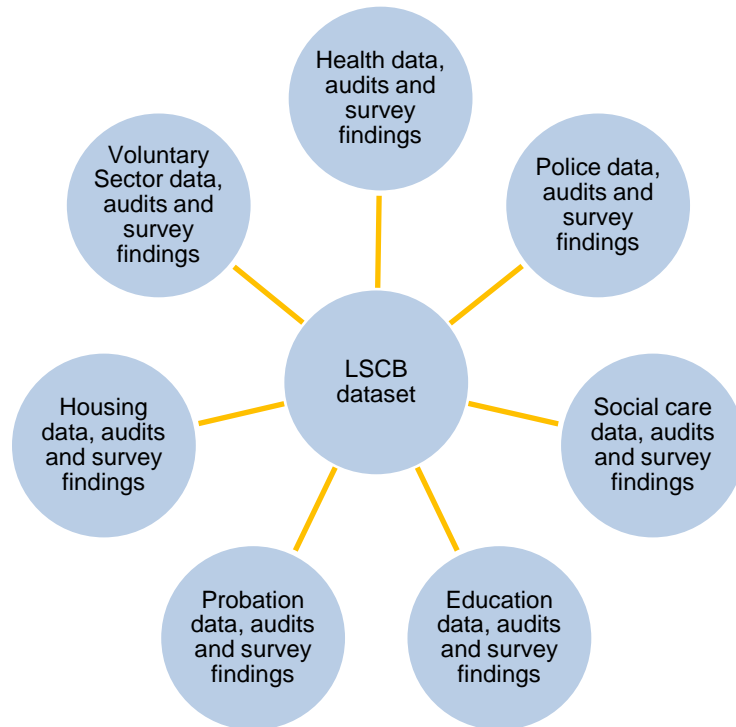 Health data,
audits and
survey
findings
Police data,
audits and
survey
findings
Social care
data, audits
and survey
findings
Education
data, audits
and survey
findings
Probation
data, audits
and survey
findings
Housing
data, audits
and survey
findings
Voluntary
Sector data,
audits and
survey
findings
LSCB
dataset